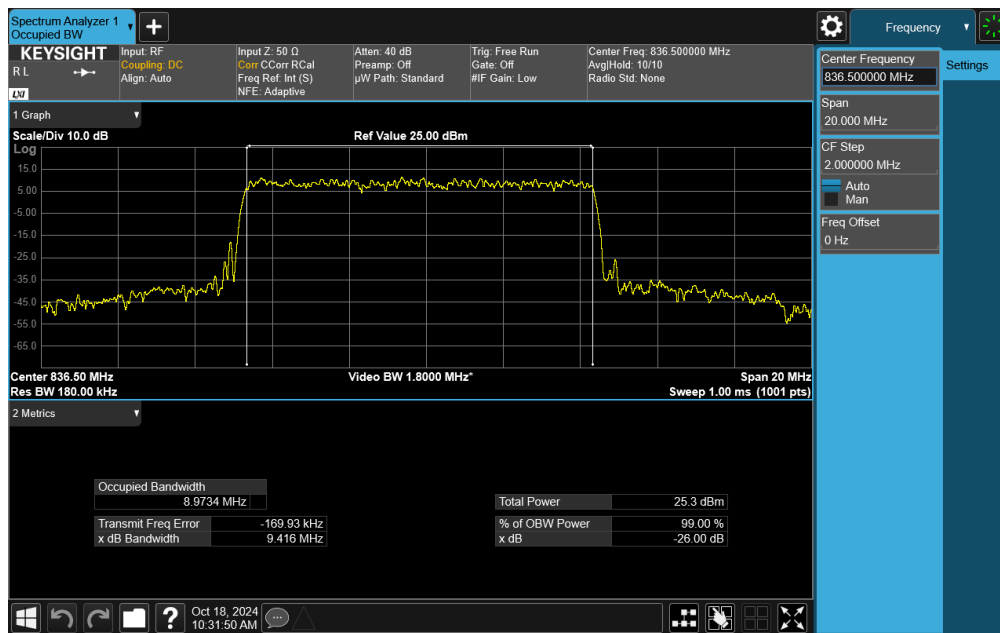 Spectrum Analyzer 1
Occupied BW
Frequency
KEYSIGHT
R L
LXI
Input: RF
Coupling: DC
Align: Auto
Input Z: 50 Ω
Corr CCorr RCal
Freq Ref: Int (S)
NFE: Adaptive
Atten: 40 dB
Preamp: Off
µW Path: Standard
Trig: Free Run
Gate: Off
#IF Gain: Low
Center Freq: 836.500000 MHz
Avg|Hold: 10/10
Radio Std: None
Center Frequency
836.500000 MHz
Settings
Span
20.000 MHz
CF Step
2.000000 MHz
Auto
Man
Freq Offset
0 Hz
1 Graph
Scale/Div 10.0 dB
Ref Value 25.00 dBm
Log
15.0
5.00
-5.00
-15.0
-25.0
-35.0
-45.0
-55.0
-65.0
Center 836.50 MHz
Video BW 1.8000 MHz*
Span 20 MHz
Res BW 180.00 kHz
Sweep 1.00 ms (1001 pts)
2 Metrics
Occupied Bandwidth
8.9734 MHz
Transmit Freq Error -169.93 kHz
x dB Bandwidth 9.416 MHz
Total Power 25.3 dBm
% of OBW Power 99.00 %
x dB -26.00 dB
?
Oct 18, 2024
10:31:50 AM